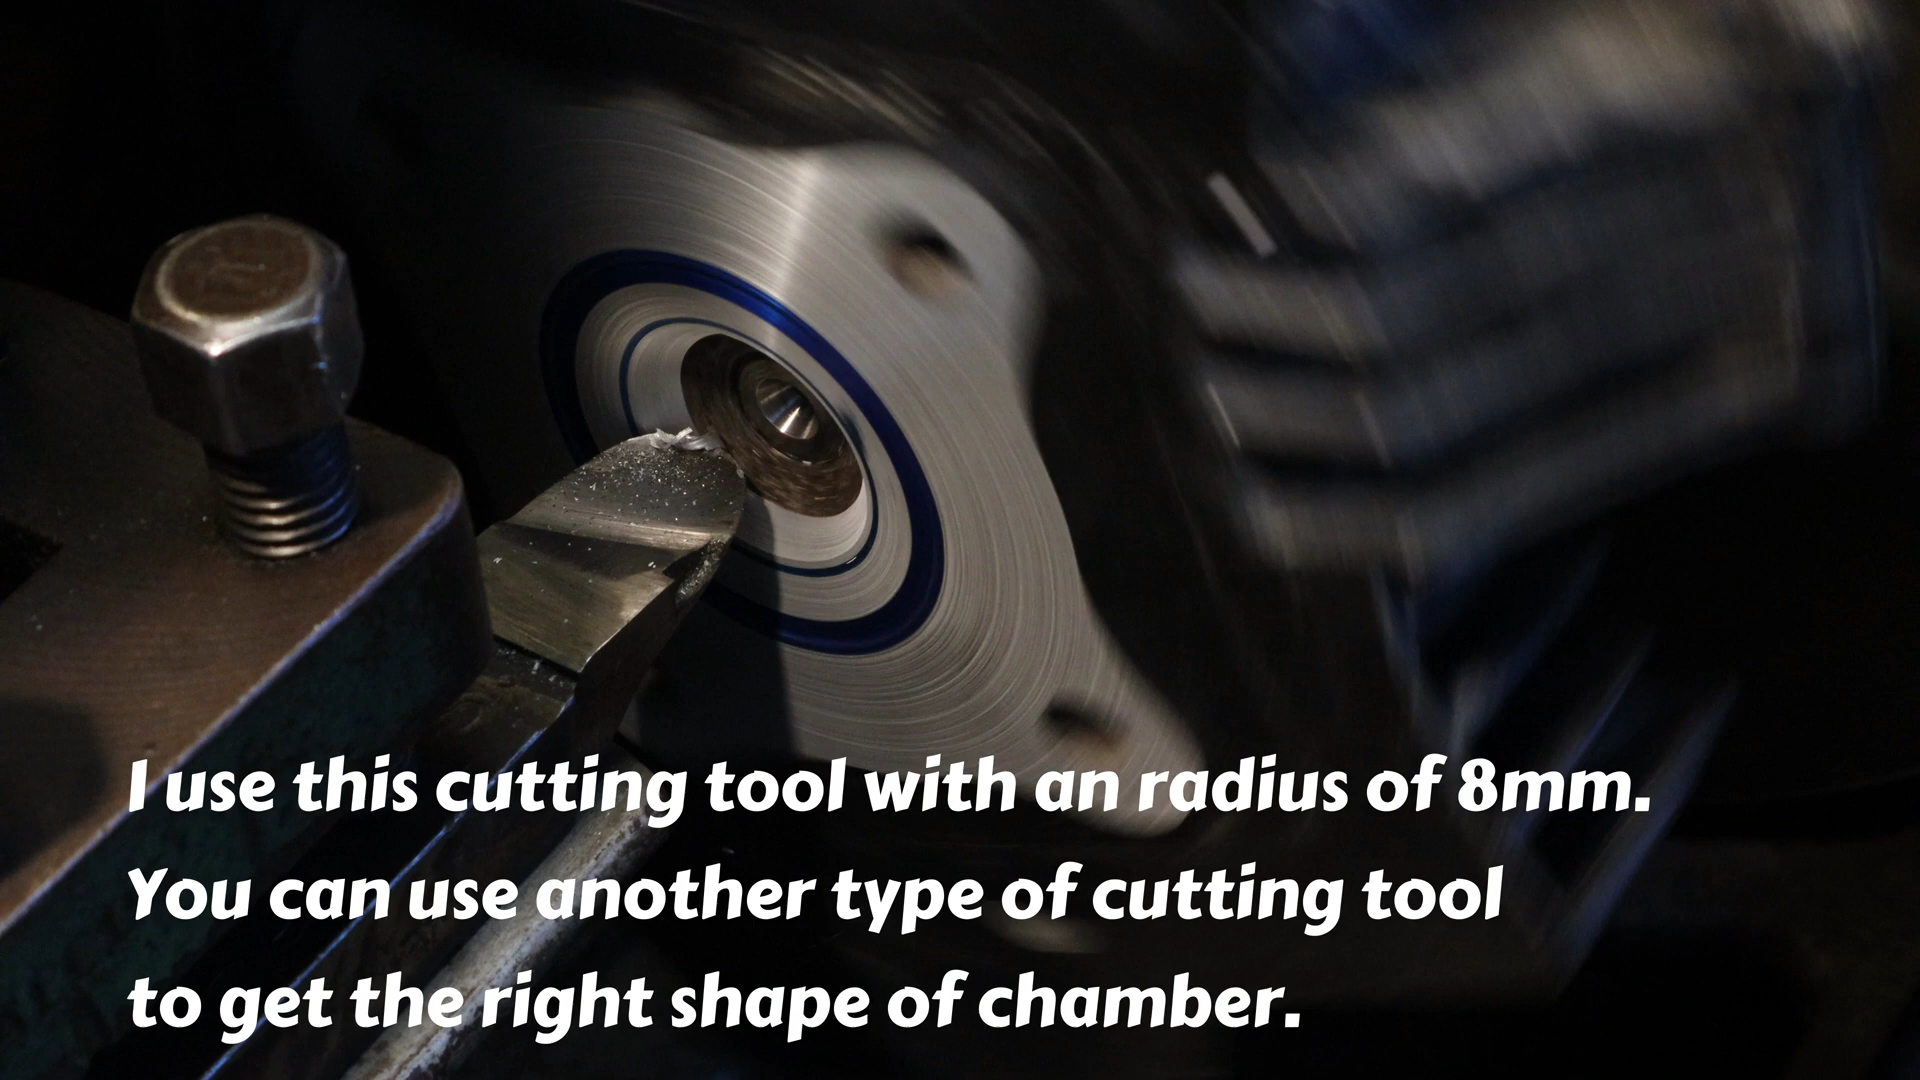 I use this cutting tool with an radius of 8mm.
You can use another type of cutting tool
to get the right shape of chamber.